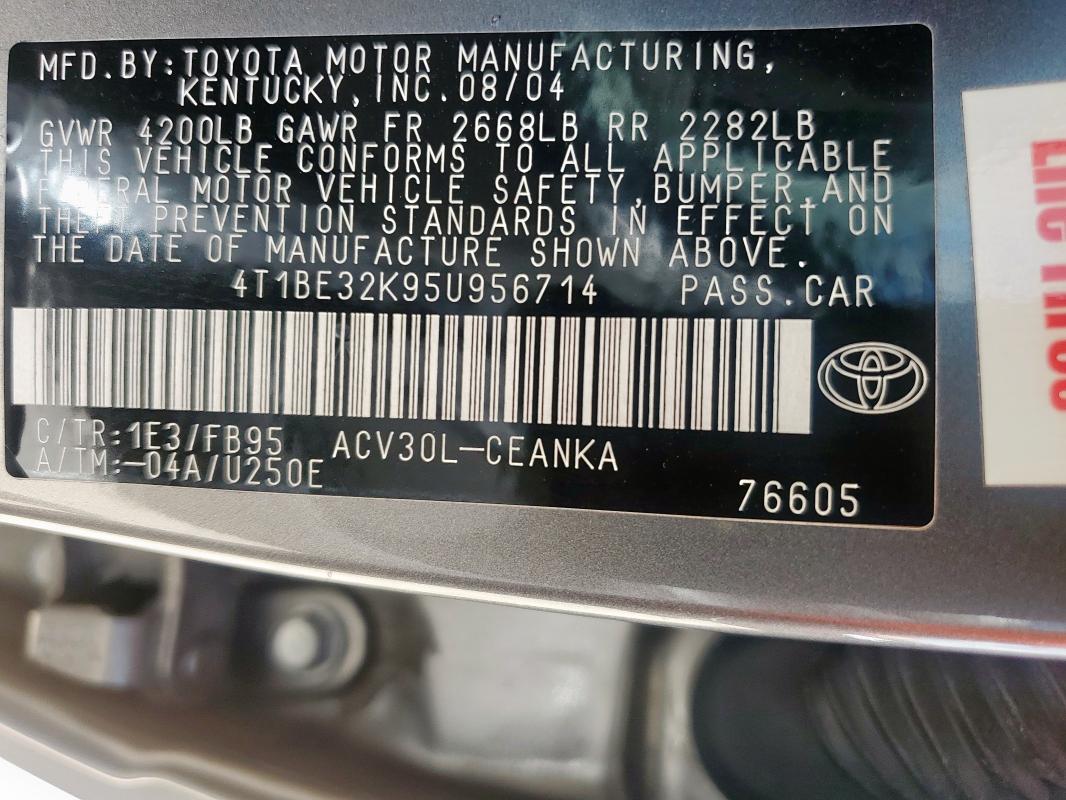 MFD.BY:TOYOTA MOTOR MANUFACTURING,
KENTUCKY, INC. 08/04
GVWR 4200LB GAWR FR 2668LB RR 2282LB
THIS VEHICLE CONFORMS TO ALL APPLICABLE
FEDERAL MOTOR VEHICLE SAFETY,BUMPER,AND
THEFT PREVENTION STANDARDS IN EFFECT ON
THE DATE OF MANUFACTURE SHOWN ABOVE.
4T1BE32K95U956714 PASS.CAR
C/TR:1E3/FB95 ACV30L-CEANKA
A/TM:-04A/U250E
76605